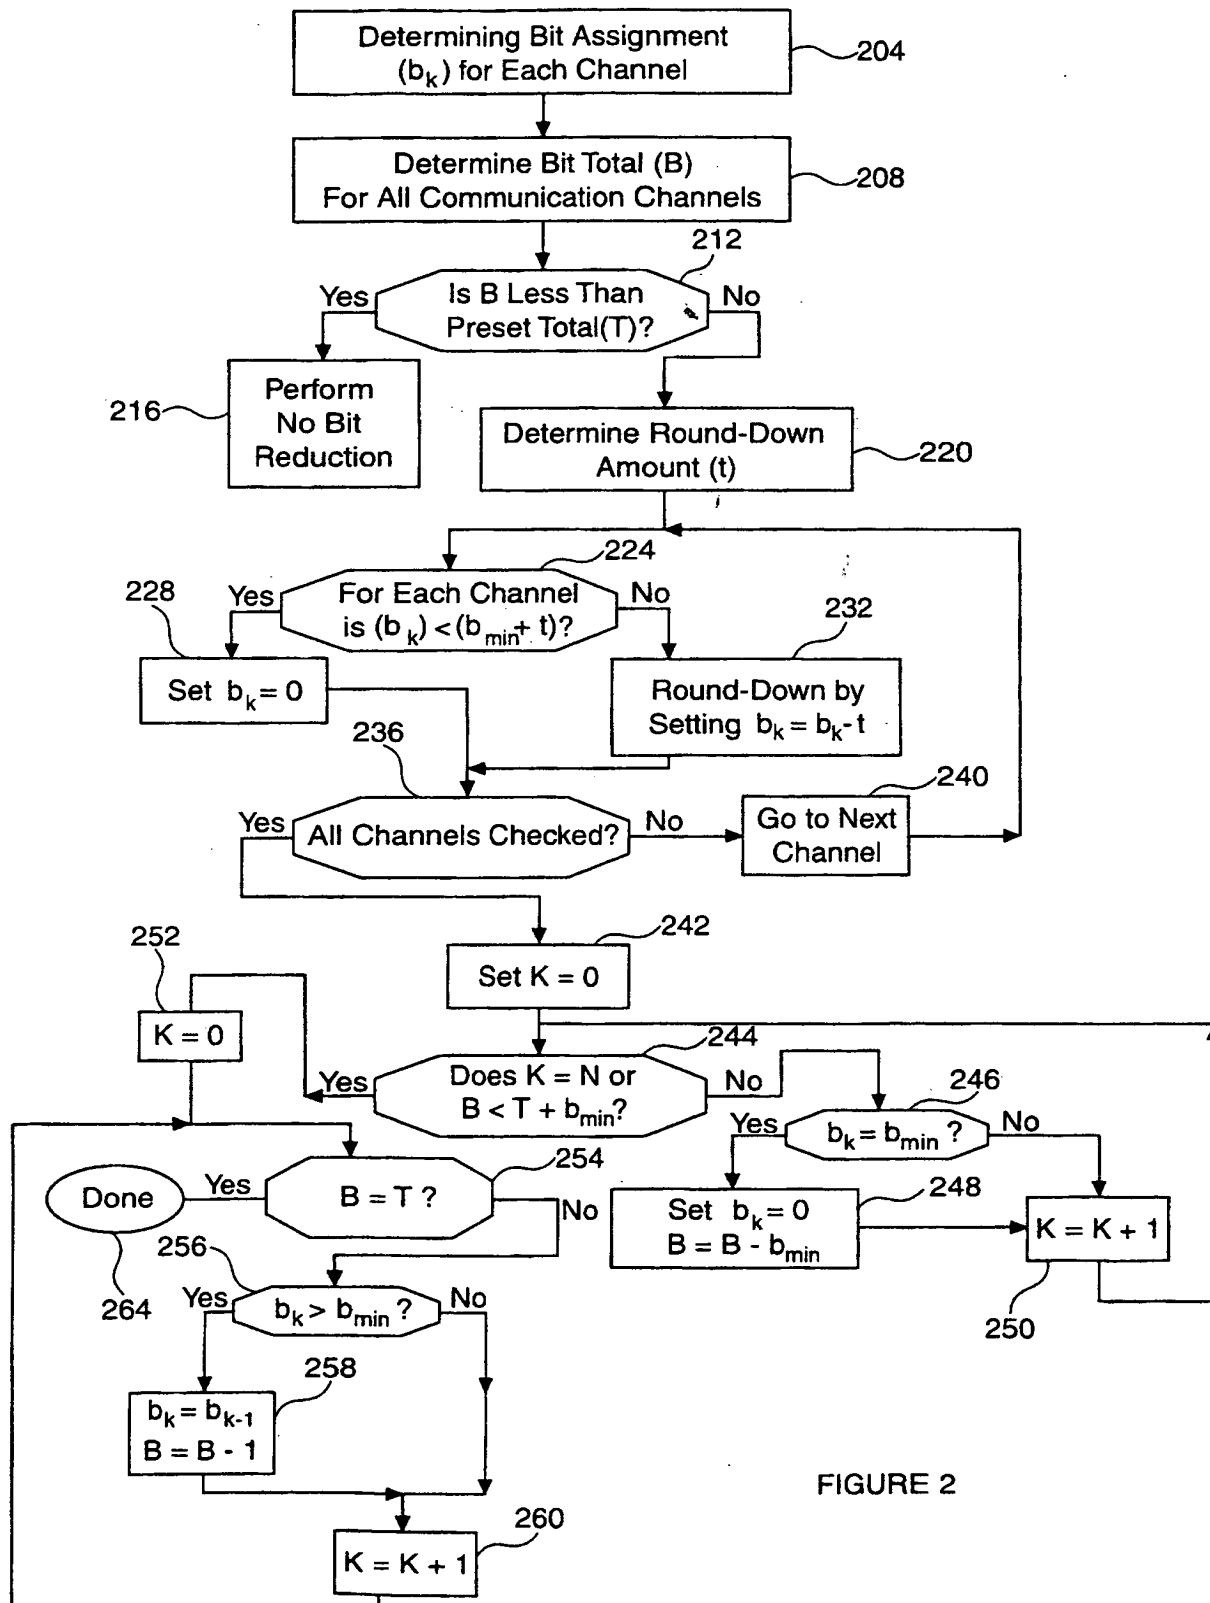 Determining Bit Assignment
(bk) for Each Channel
204
Determine Bit Total (B)
For All Communication Channels
208
212
Yes
Is B Less Than
Preset Total(T)?
No
216
Perform
No Bit
Reduction
Determine Round-Down
Amount (t)
220
224
228
Yes
For Each Channel
is (bk) < (bmin + t)?
No
232
Set bk = 0
Round-Down by
Setting bk = bk - t
236
240
Yes
All Channels Checked?
No
Go to Next
Channel
242
252
Set K = 0
K = 0
244
Yes
Does K = N or
B < T + bmin?
No
246
Yes
bk = bmin ?
No
254
Done
Yes
B = T ?
No
248
Set bk = 0
B = B - bmin
K = K + 1
256
264
Yes
bk > bmin ?
No
250
258
bk = bk-1
B = B - 1
FIGURE 2
260
K = K + 1